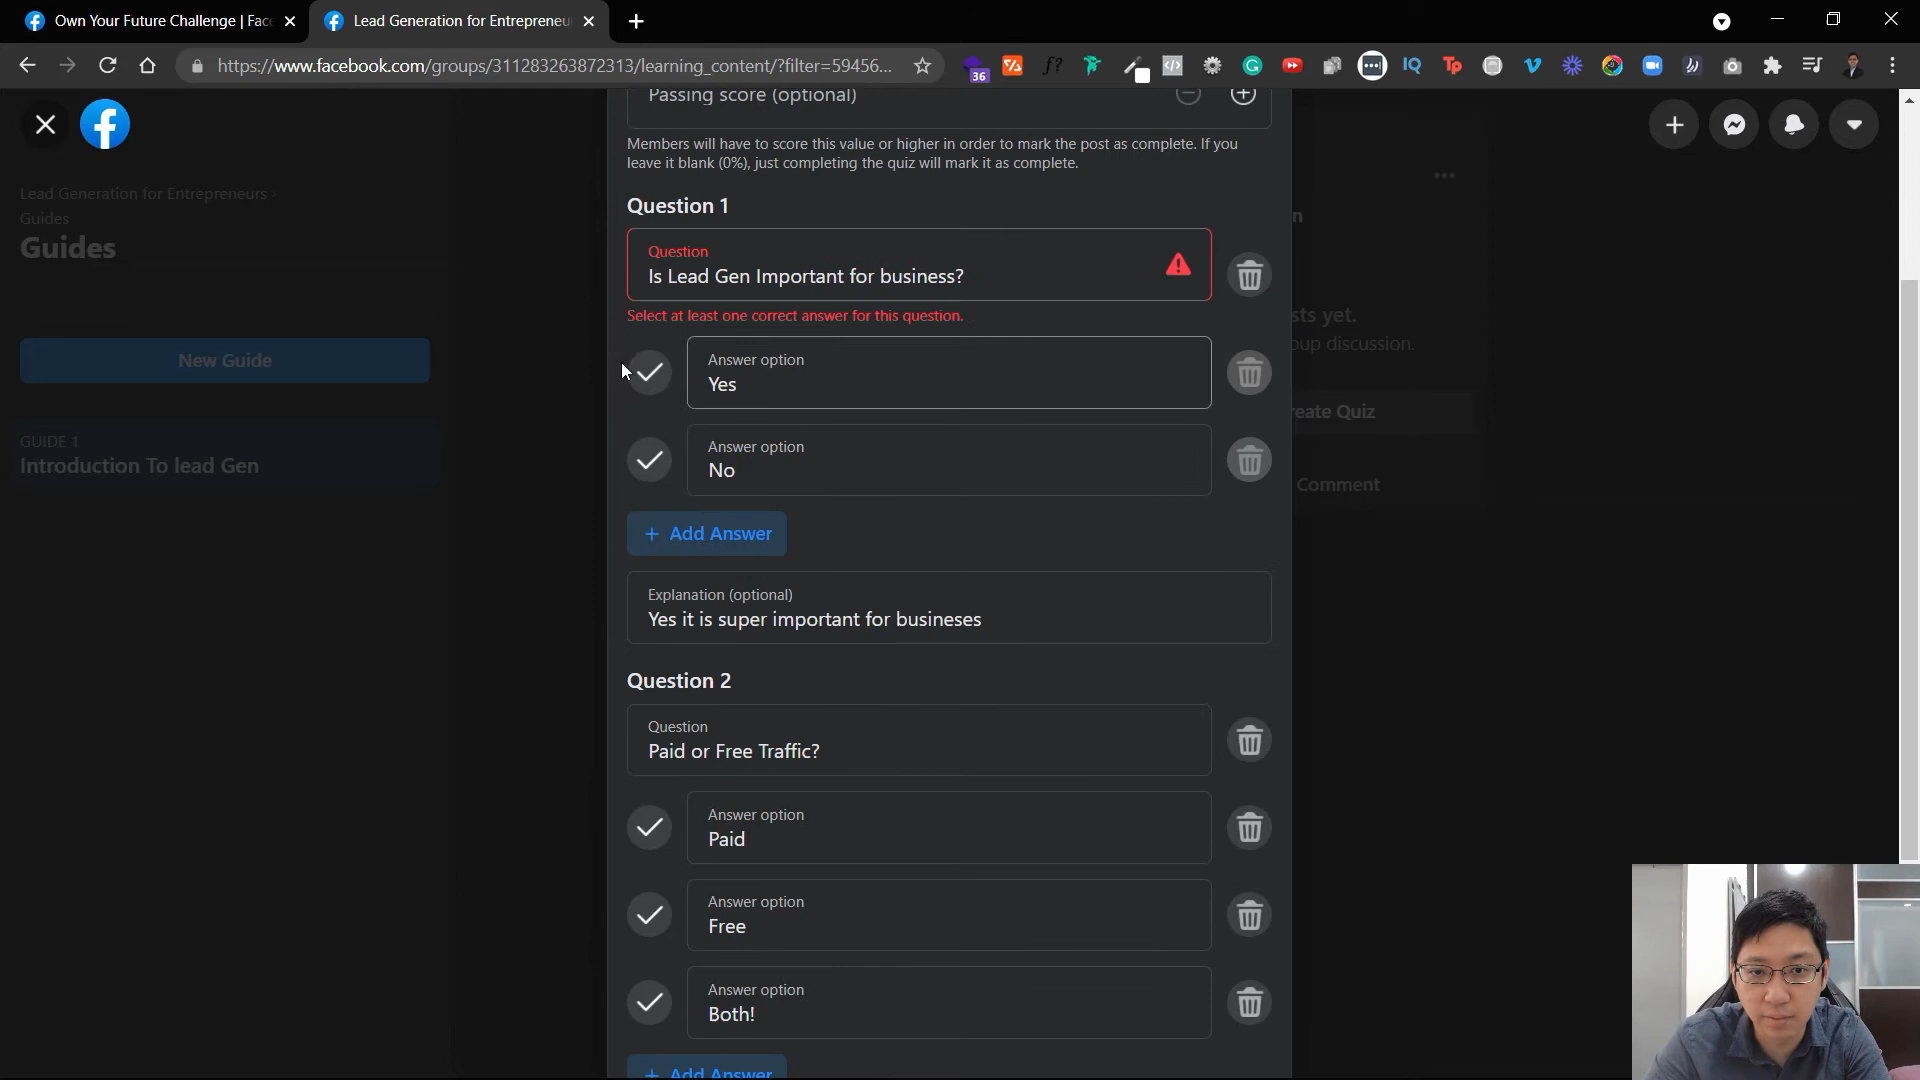 Own Your Future Challenge | Fac
Lead Generation for Entrepreneu
https://www.facebook.com/groups/311283263872313/learning_content/?filter=59456...
36
Passing score (optional)
Members will have to score this value or higher in order to mark the post as complete. If you
leave it blank (0%), just completing the quiz will mark it as complete.
Lead Generation for Entrepreneurs ›
Guides
Guides
New Guide
GUIDE 1
Introduction To lead Gen
Question 1
Question
Is Lead Gen Important for business?
Select at least one correct answer for this question.
Answer option
Yes
Answer option
No
+ Add Answer
Explanation (optional)
Yes it is super important for busineses
Question 2
Question
Paid or Free Traffic?
Answer option
Paid
Answer option
Free
Answer option
Both!
+ Add Answer
n
sts yet.
oup discussion.
reate Quiz
Comment
f?
IQ
Tp